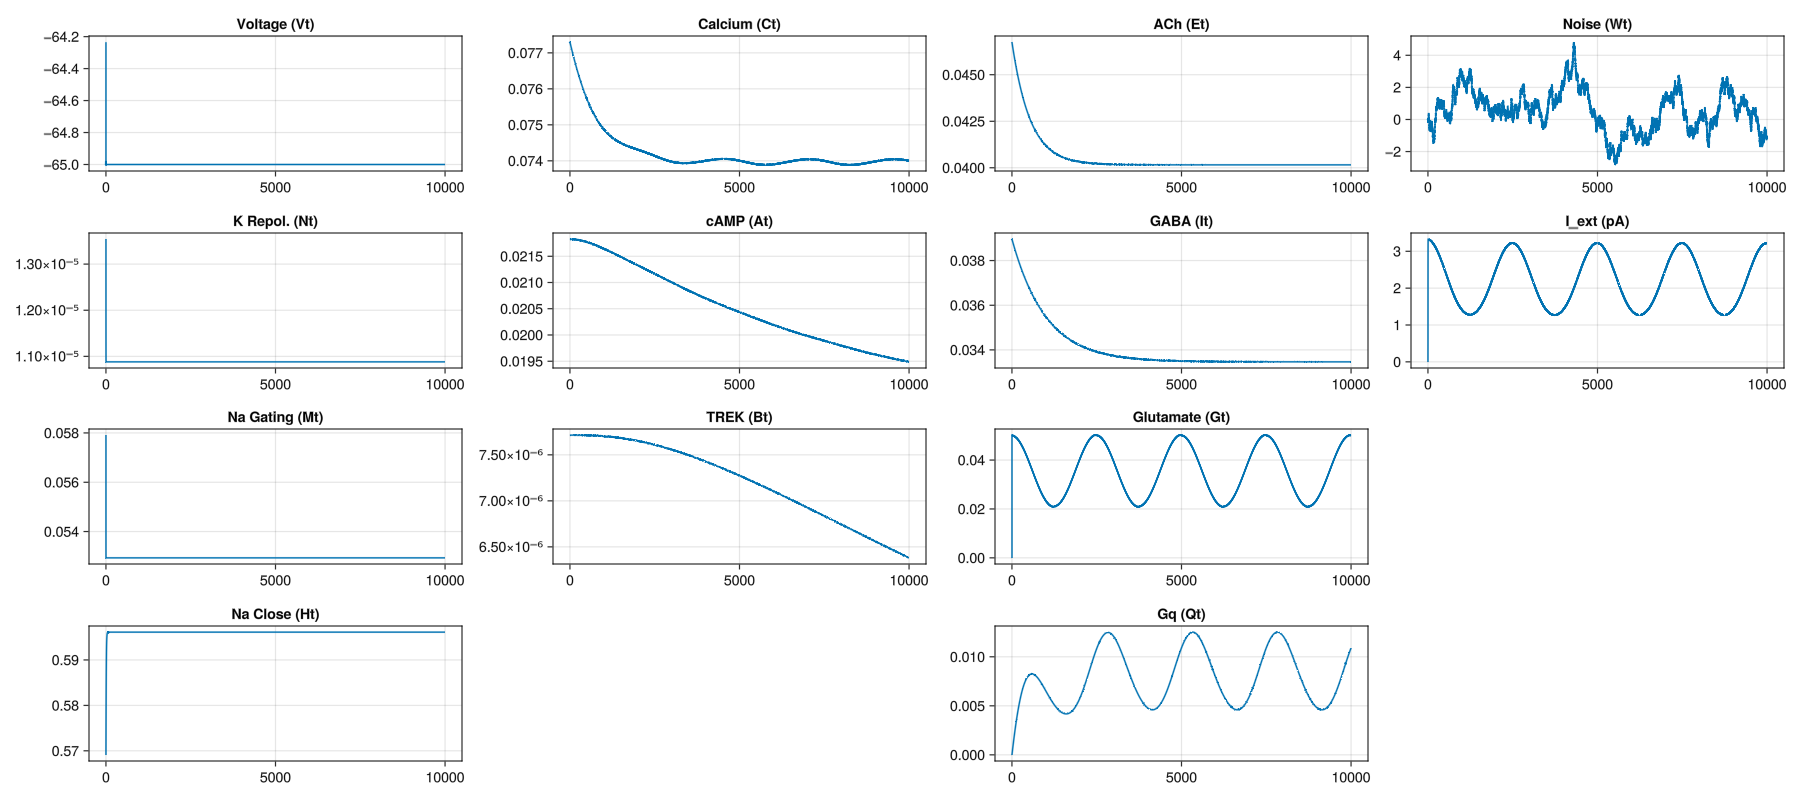 Voltage (Vt)
−64.2
−64.4
−64.6
−64.8
−65.0
0 5000 10000
Calcium (Ct)
0.077
0.076
0.075
0.074
0 5000 10000
ACh (Et)
0.0450
0.0425
0.0400
0 5000 10000
Noise (Wt)
4
2
0
−2
0 5000 10000
K Repol. (Nt)
1.30×10⁻⁵
1.20×10⁻⁵
1.10×10⁻⁵
0 5000 10000
cAMP (At)
0.0215
0.0210
0.0205
0.0200
0.0195
0 5000 10000
GABA (It)
0.038
0.036
0.034
0 5000 10000
I_ext (pA)
3
2
1
0
0 5000 10000
Na Gating (Mt)
0.058
0.056
0.054
0 5000 10000
TREK (Bt)
7.50×10⁻⁶
7.00×10⁻⁶
6.50×10⁻⁶
0 5000 10000
Glutamate (Gt)
0.04
0.02
0.00
0 5000 10000
Na Close (Ht)
0.59
0.58
0.57
0 5000 10000
Gq (Qt)
0.010
0.005
0.000
0 5000 10000